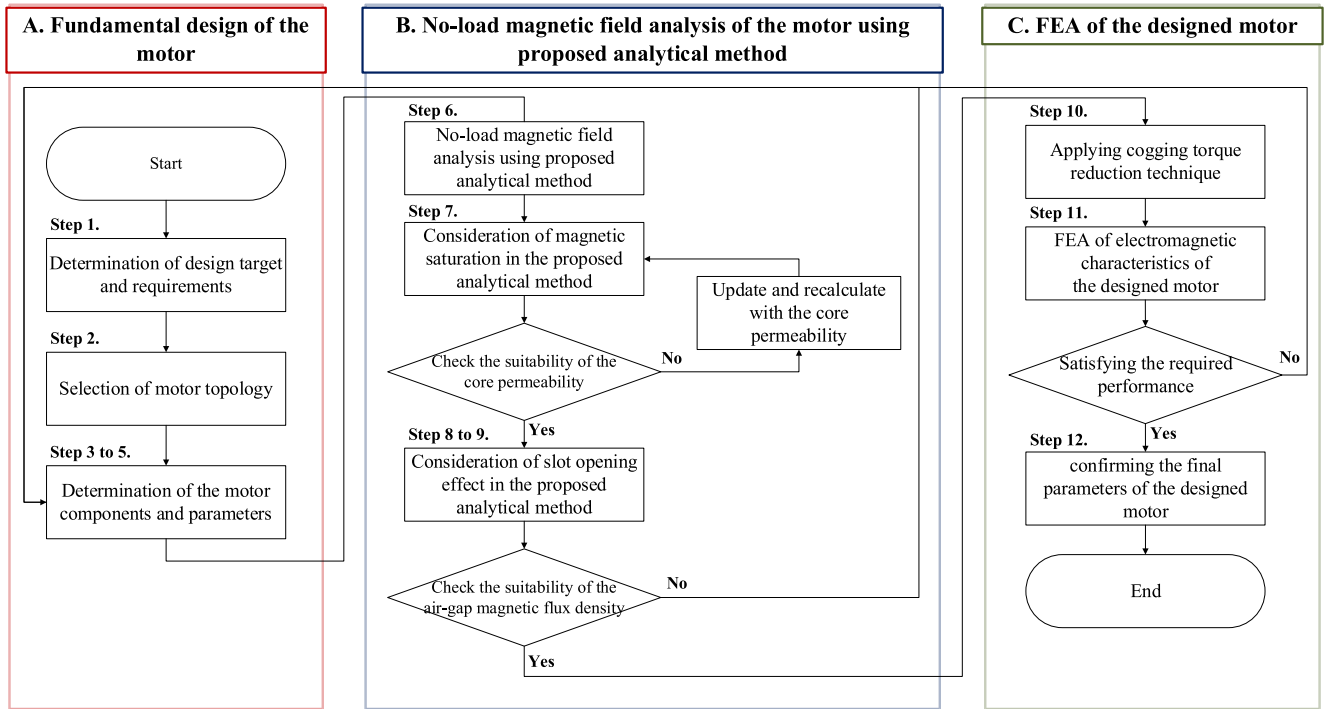 A. Fundamental design of the
motor
Start
Step 1.
Determination of design target
and requirements
Step 2.
Selection of motor topology
Step 3 to 5.
Determination of the motor
components and parameters
B. No-load magnetic field analysis of the motor using
proposed analytical method
Step 6.
No-load magnetic field
analysis using proposed
analytical method
Step 7.
Consideration of magnetic
saturation in the proposed
analytical method
Update and recalculate
with the core
permeability
Check the suitability of the
core permeability
No
Yes
Step 8 to 9.
Consideration of slot opening
effect in the proposed
analytical method
Check the suitability of the
air-gap magnetic flux density
No
Yes
C. FEA of the designed motor
Step 10.
Applying cogging torque
reduction technique
Step 11.
FEA of electromagnetic
characteristics of
the designed motor
Satisfying the required
performance
No
Yes
Step 12.
confirming the final
parameters of the designed
motor
End